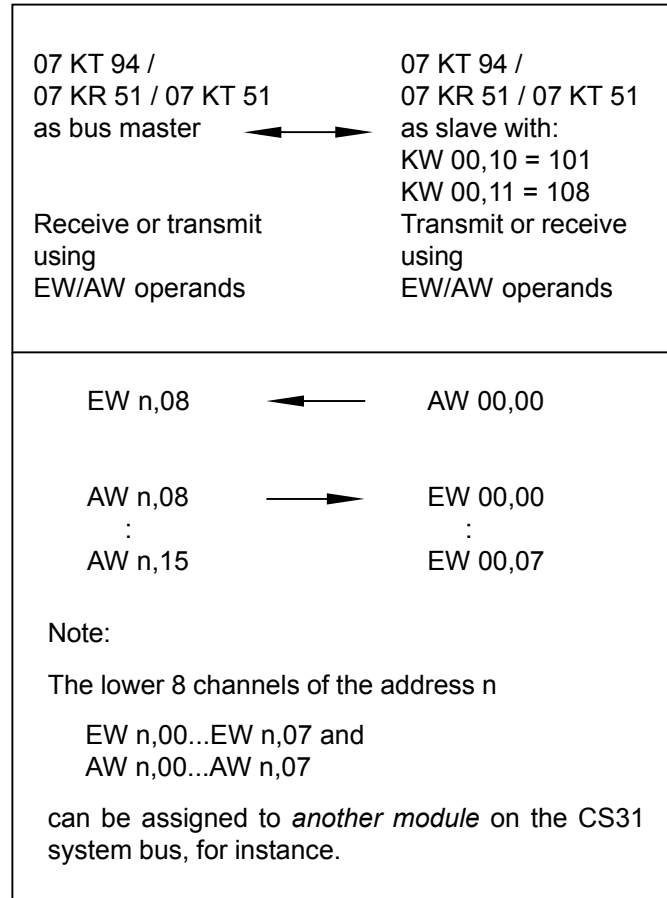 07 KT 94 /
07 KR 51 / 07 KT 51
as bus master
Receive or transmit
using
EW/AW operands
07 KT 94 /
07 KR 51 / 07 KT 51
as slave with:
KW 00,10 = 101
KW 00,11 = 108
Transmit or receive
using
EW/AW operands
EW n,08 AW 00,00
AW n,08 EW 00,00
: :
AW n,15 EW 00,07
Note:
The lower 8 channels of the address n
EW n,00...EW n,07 and
AW n,00...AW n,07
can be assigned to another module on the CS31
system bus, for instance.